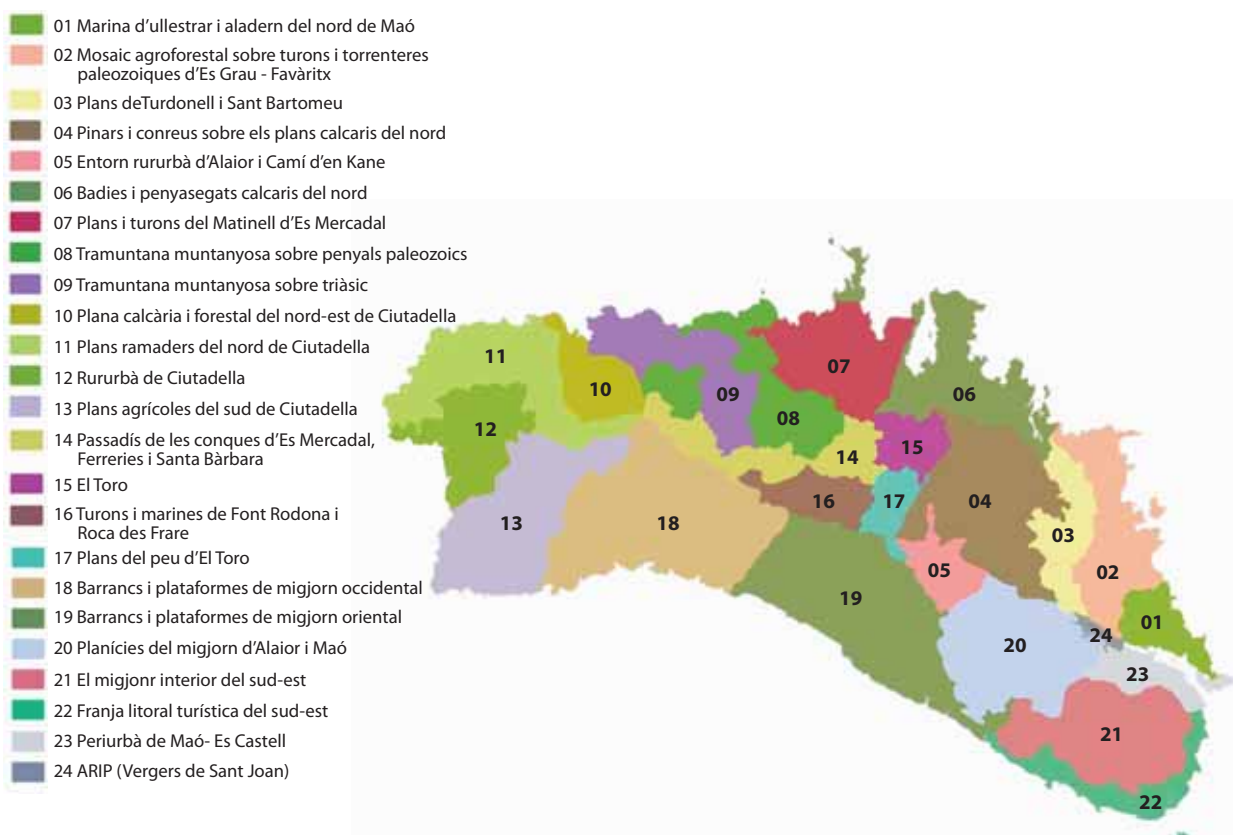 01 Marina d'ullestrar i aladern del nord de Maó
02 Mosaic agroforestal sobre turons i torrenteres
paleozoiques d'Es Grau - Favàritx
03 Plans deTurdonell i Sant Bartomeu
04 Pinars i conreus sobre els plans calcaris del nord
05 Entorn rururbà d'Alaior i Camí d'en Kane
06 Badies i penyasegats calcaris del nord
07 Plans i turons del Matinell d'Es Mercadal
08 Tramuntana muntanyosa sobre penyals paleozoics
09 Tramuntana muntanyosa sobre triàsic
10 Plana calcària i forestal del nord-est de Ciutadella
11 Plans ramaders del nord de Ciutadella
12 Rururbà de Ciutadella
13 Plans agrícoles del sud de Ciutadella
14 Passadís de les conques d'Es Mercadal,
Ferreries i Santa Bàrbara
15 El Toro
16 Turons i marines de Font Rodona i
Roca des Frare
17 Plans del peu d'El Toro
18 Barrancs i plataformes de migjorn occidental
19 Barrancs i plataformes de migjorn oriental
20 Planícies del migjorn d'Alaior i Maó
21 El migjonr interior del sud-est
22 Franja litoral turística del sud-est
23 Periurbà de Maó- Es Castell
24 ARIP (Vergers de Sant Joan)
11
10
09
07
06
12
08
14
15
16
17
04
13
18
03
05
02
19
01
24
20
23
21
22